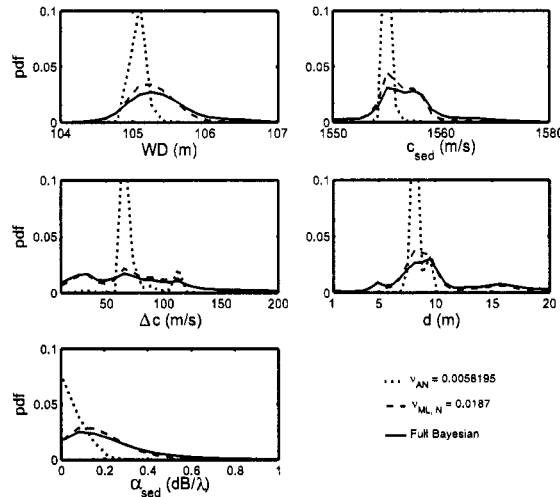 0.1 0.1
pdf 0.05 0.05
0 0
104 105 106 107 1550 1560 1580
WD (m) c_sed (m/s)
0.1 0.1
pdf 0.05 0.05
0 0
50 100 150 200 1 5 10 15 20
Δc (m/s) d (m)
0.1
pdf 0.05
0
0 0.2 0.4 0.6 0.8 1
α_sed (dB/λ)
ν_AN = 0.0058195
ν_ML, N = 0.0187
Full Bayesian